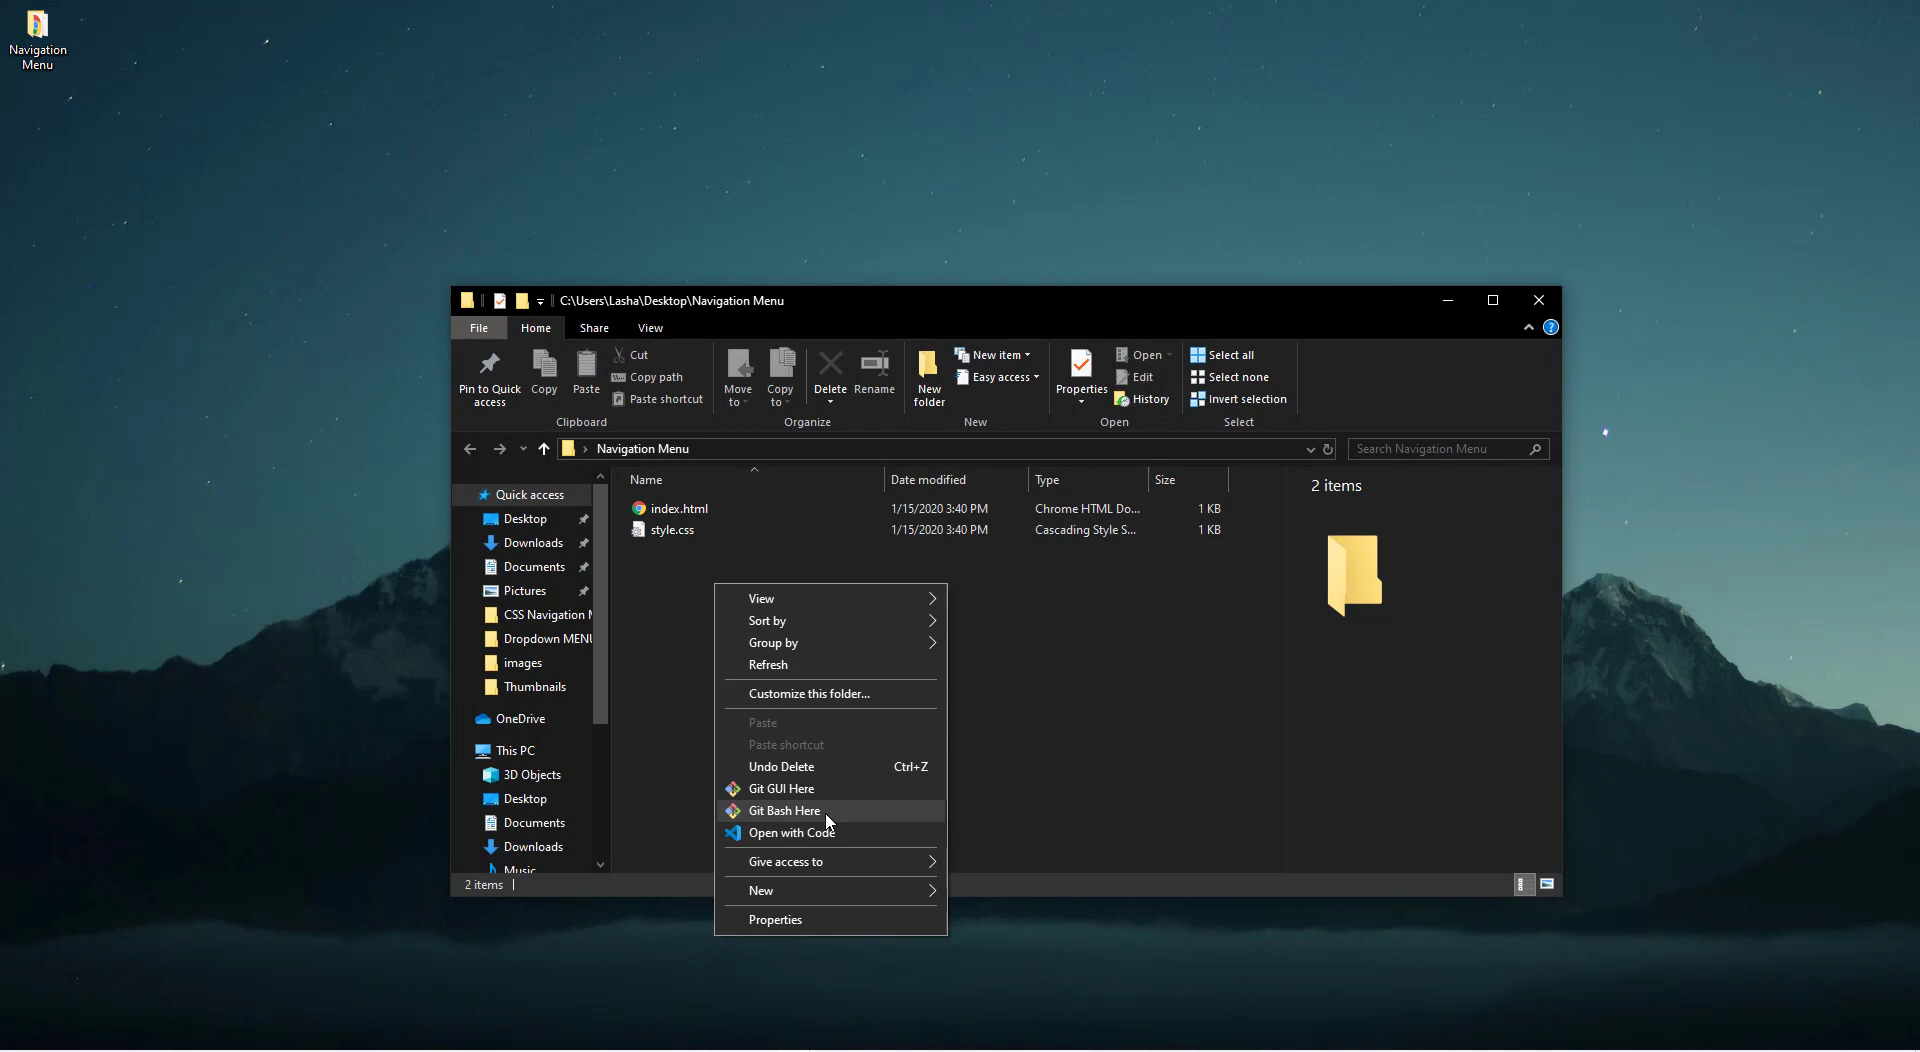 Navigation
Menu
C:\Users\Lasha\Desktop\Navigation Menu
File
Home
Share
View
?
Pin to Quick
access
Copy
Paste
Cut
Copy path
Paste shortcut
Clipboard
Move
to
Copy
to
Delete
Rename
Organize
New
folder
New item
Easy access
New
Properties
Open
Edit
History
Open
Select all
Select none
Invert selection
Select
Navigation Menu
Search Navigation Menu
Quick access
Desktop
Downloads
Documents
Pictures
CSS Navigation
Dropdown MENU
images
Thumbnails
OneDrive
This PC
3D Objects
Desktop
Documents
Downloads
Music
Name
Date modified
Type
Size
index.html
1/15/2020 3:40 PM
Chrome HTML Do...
1 KB
style.css
1/15/2020 3:40 PM
Cascading Style S...
1 KB
2 items
View
Sort by
Group by
Refresh
Customize this folder...
Paste
Paste shortcut
Undo Delete Ctrl+Z
Git GUI Here
Git Bash Here
Open with Code
Give access to
New
Properties
2 items